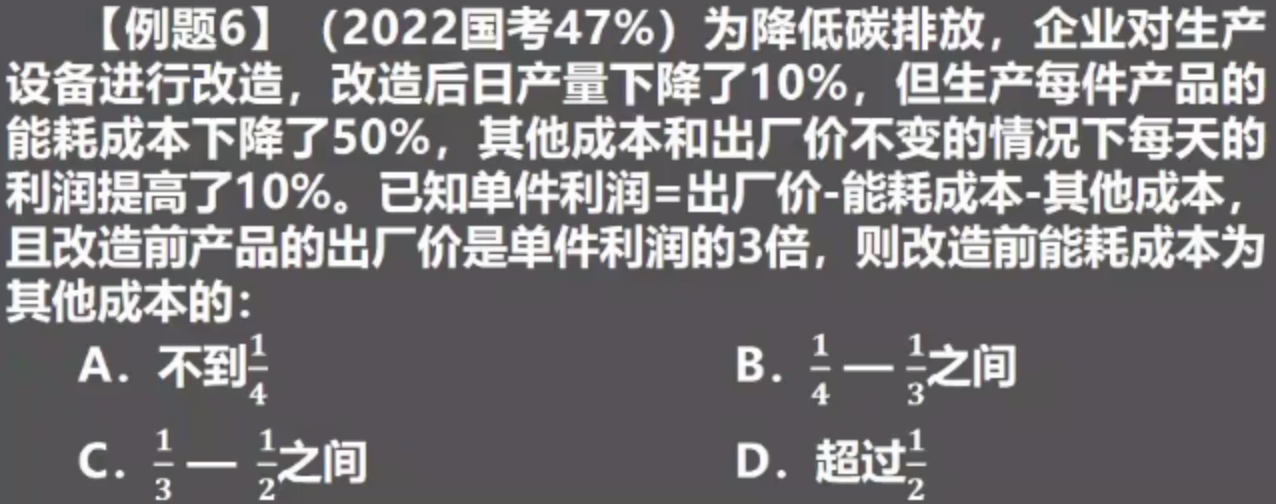 【例题6】（2022国考47%）为降低碳排放，企业对生产
设备进行改造，改造后日产量下降了10%，但生产每件产品的
能耗成本下降了50%，其他成本和出厂价不变的情况下每天的
利润提高了10%。已知单件利润=出厂价-能耗成本-其他成本，
且改造前产品的出厂价是单件利润的3倍，则改造前能耗成本为
其他成本的：
A．不到1/4 B．1/4 — 1/3之间
C．1/3 — 1/2之间 D．超过1/2